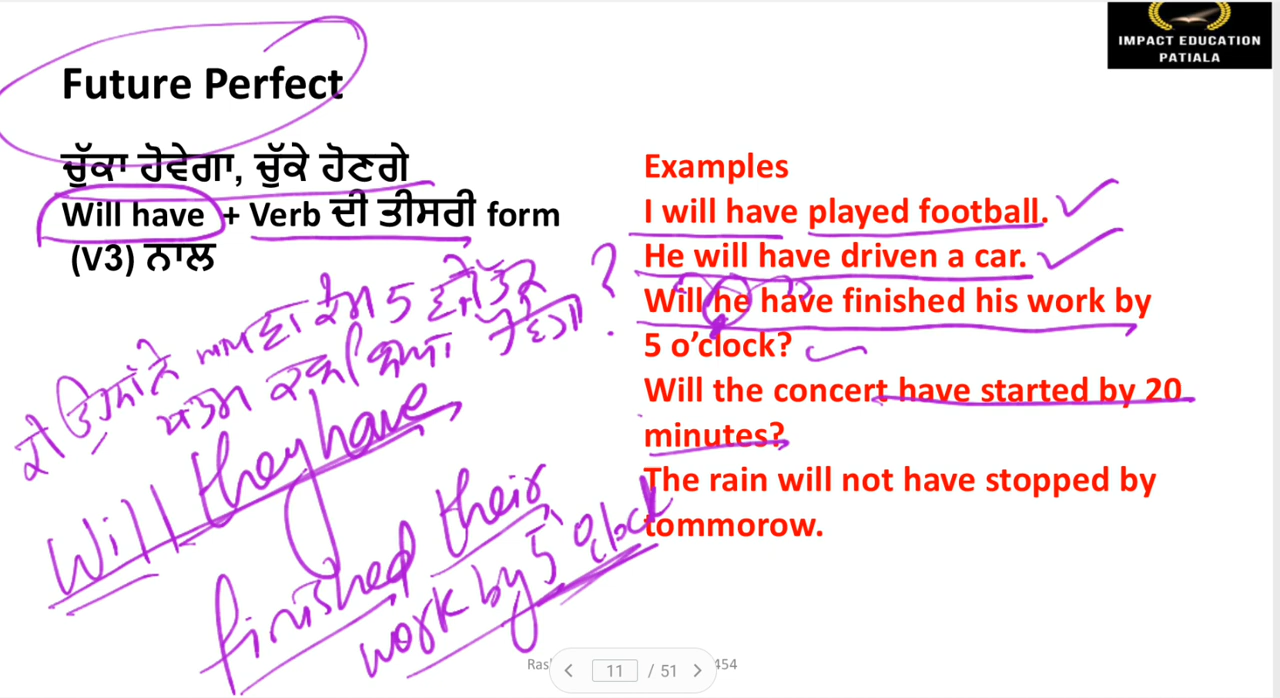 IMPACT EDUCATION
PATIALA
Future Perfect
ਚੁੱਕਾ ਹੋਵੇਗਾ, ਚੁੱਕੇ ਹੋਣਗੇ
Will have + Verb ਦੀ ਤੀਸਰੀ form
(V3) ਨਾਲ
Examples
I will have played football.
He will have driven a car.
Will he have finished his work by
5 o’clock?
Will the concert have started by 20
minutes?
The rain will not have stopped by
tommorow.
5
ਖਤਮ ?
Will they have
finished their
work by 5 o'clock
11 / 51
454